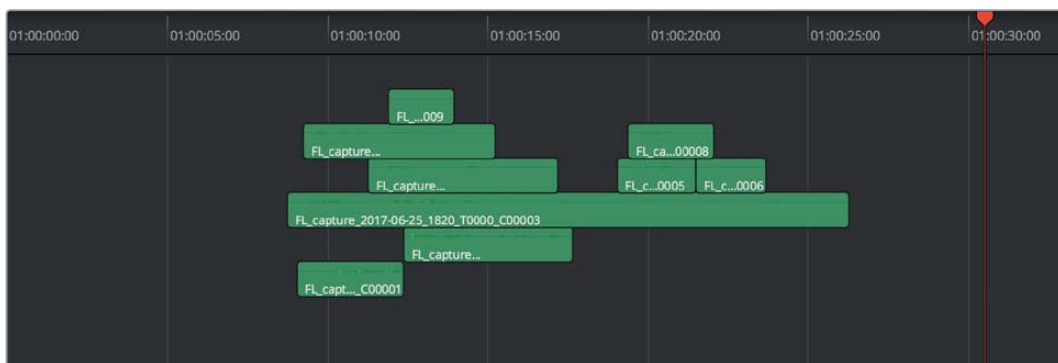 01:00:00:00 01:00:05:00 01:00:10:00 01:00:15:00 01:00:20:00 01:00:25:00 01:00:30:00
FL_...009
FL_capture... FL_ca...00008
FL_capture... FL_c...0005 FL_c...0006
FL_capture_2017-06-25_1820_T0000_C00003
FL_capture...
FL_capt..._C00001